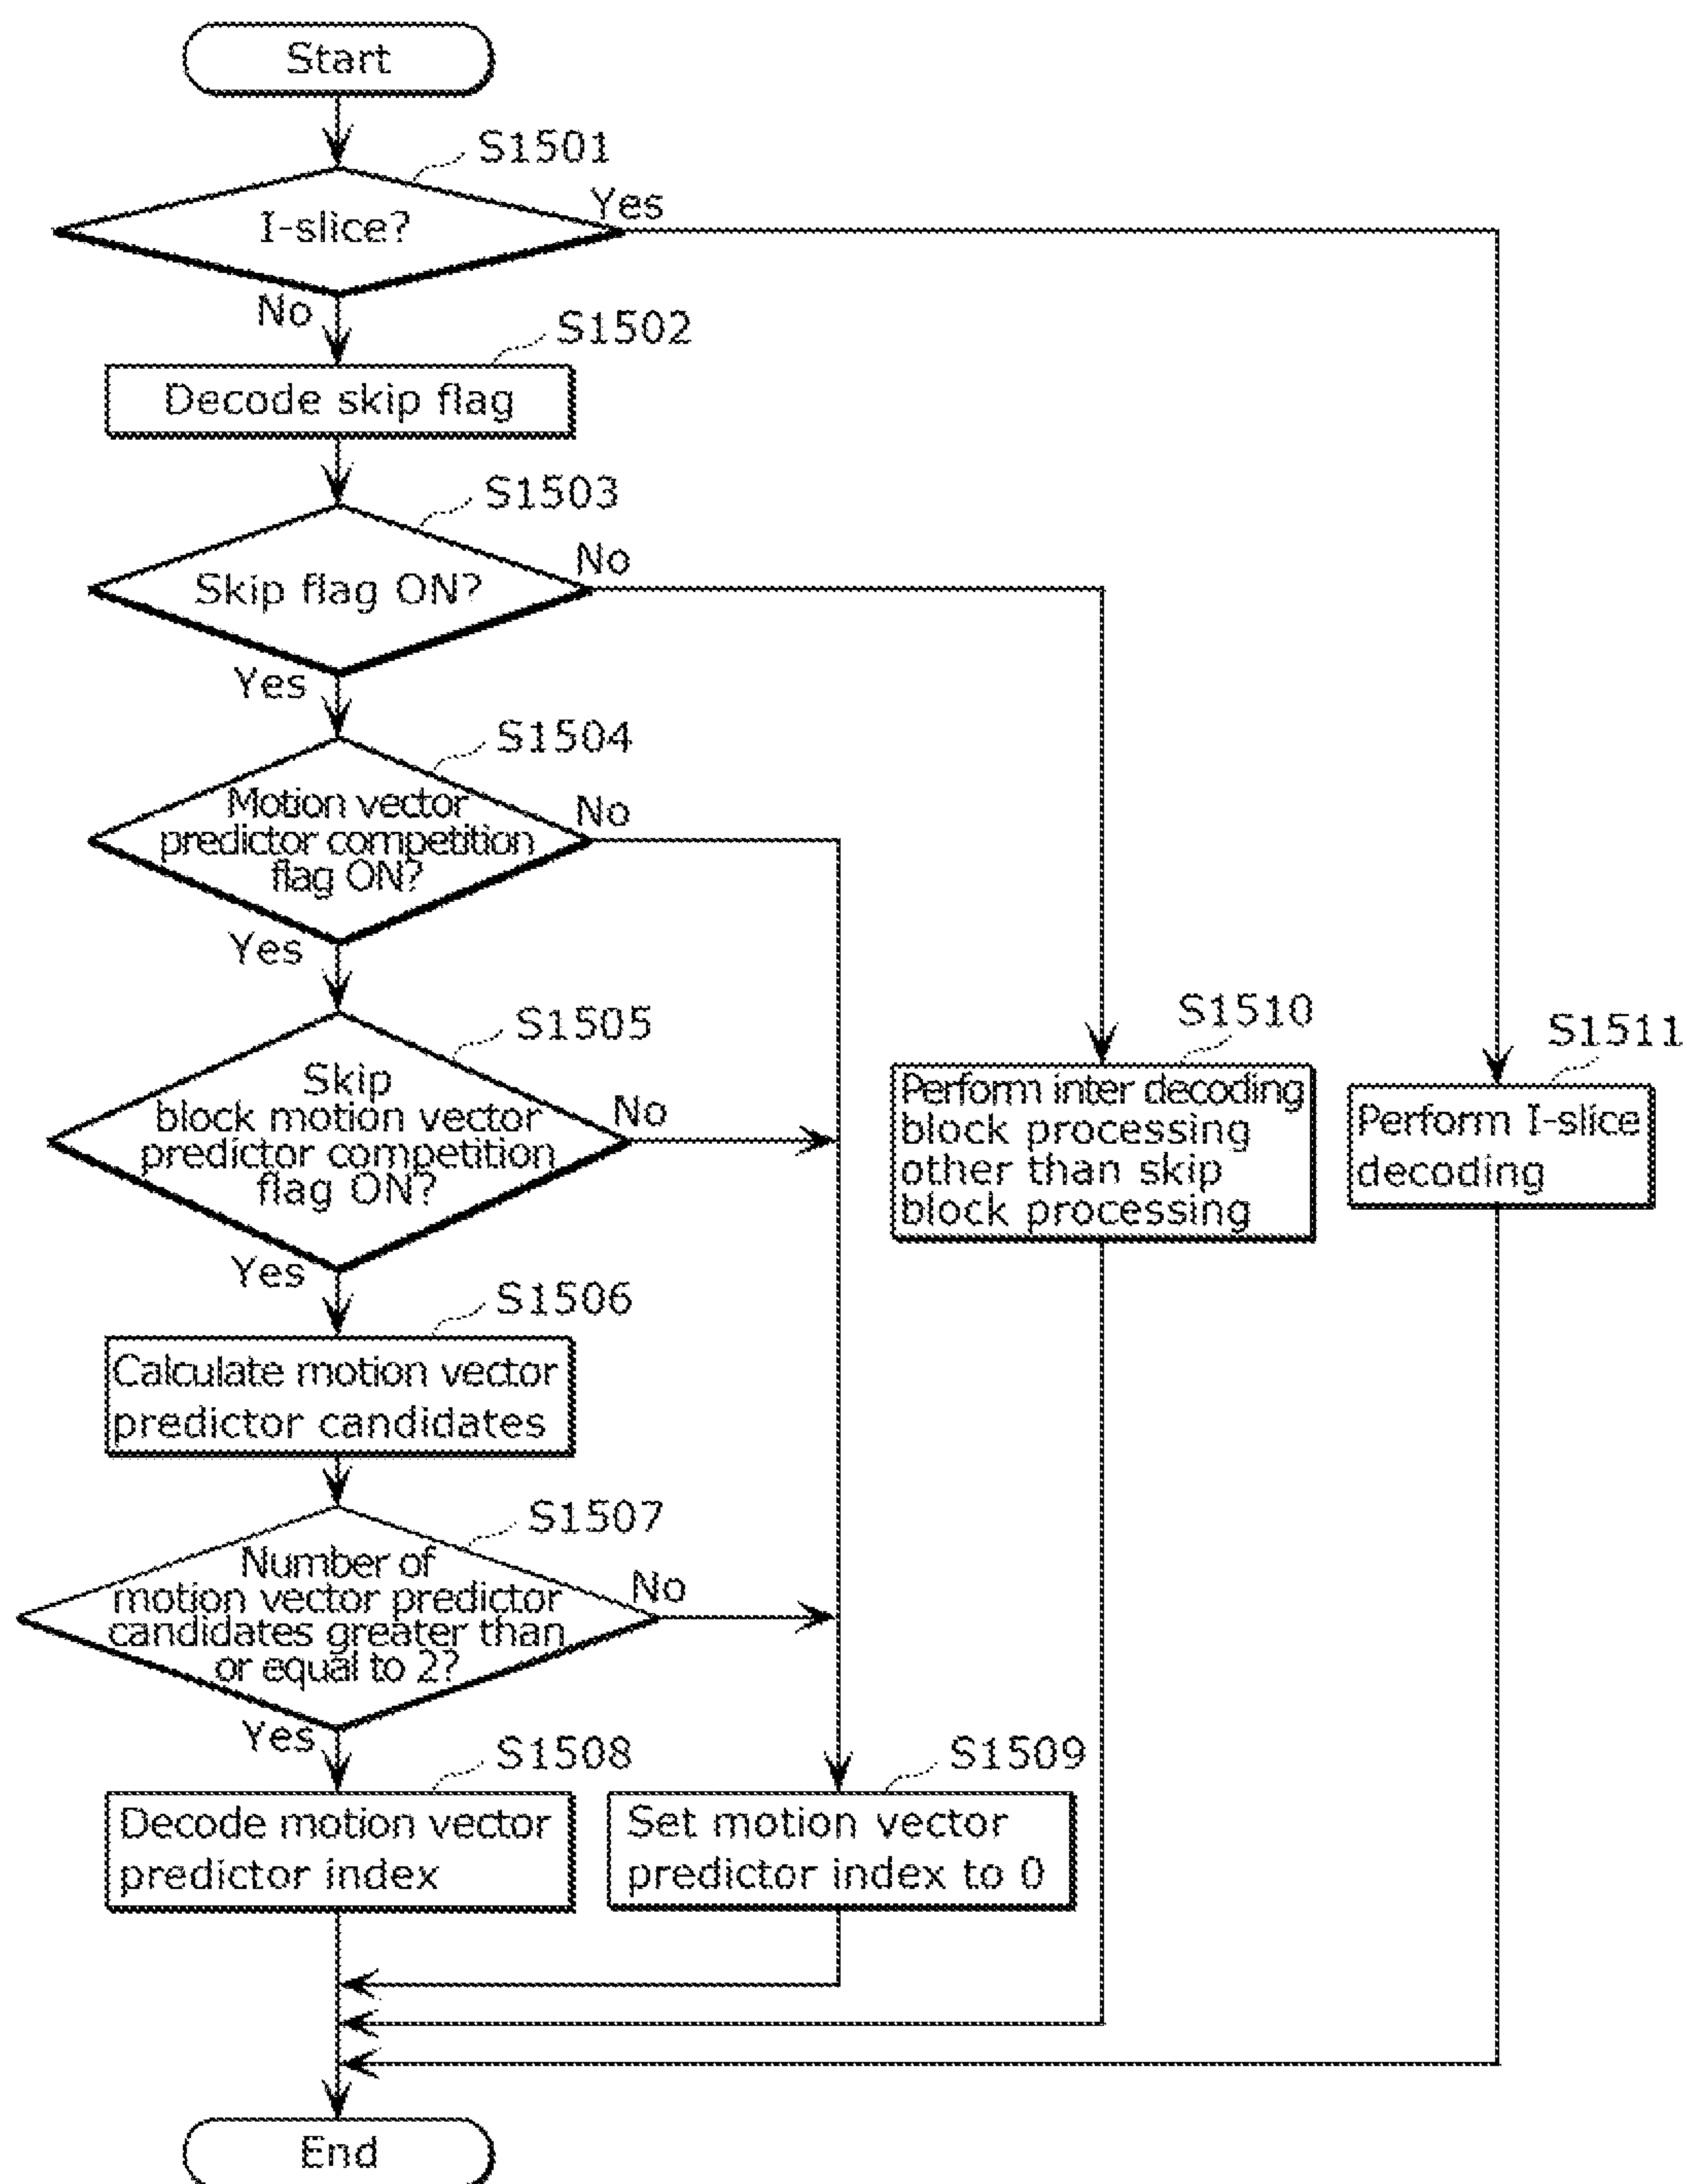 Start
S1501
I-slice?
Yes
No
S1502
Decode skip flag
S1503
Skip flag ON?
No
Yes
S1504
Motion vector
predictor competition
flag ON?
No
Yes
S1505
Skip
block motion vector
predictor competition
flag ON?
No
Yes
S1510
Perform inter decoding
block processing
other than skip
block processing
S1511
Perform I-slice
decoding
S1506
Calculate motion vector
predictor candidates
S1507
Number of
motion vector predictor
candidates greater than
or equal to 2?
No
Yes
S1508
Decode motion vector
predictor index
S1509
Set motion vector
predictor index to 0
End